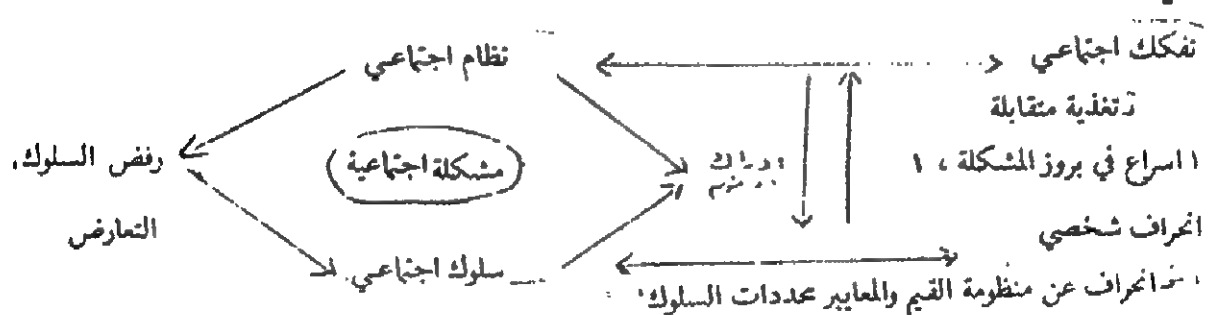 تفكك اجتماعي
نظام اجتماعي
تغذية متقابلة
رفض السلوك،
مشكلة اجتماعية
ادراك
اسراع في بروز المشكلة ،
التعارض
انحراف شخصي
سلوك اجتماعي
انحراف عن منظومة القيم والمعايير محددات السلوك